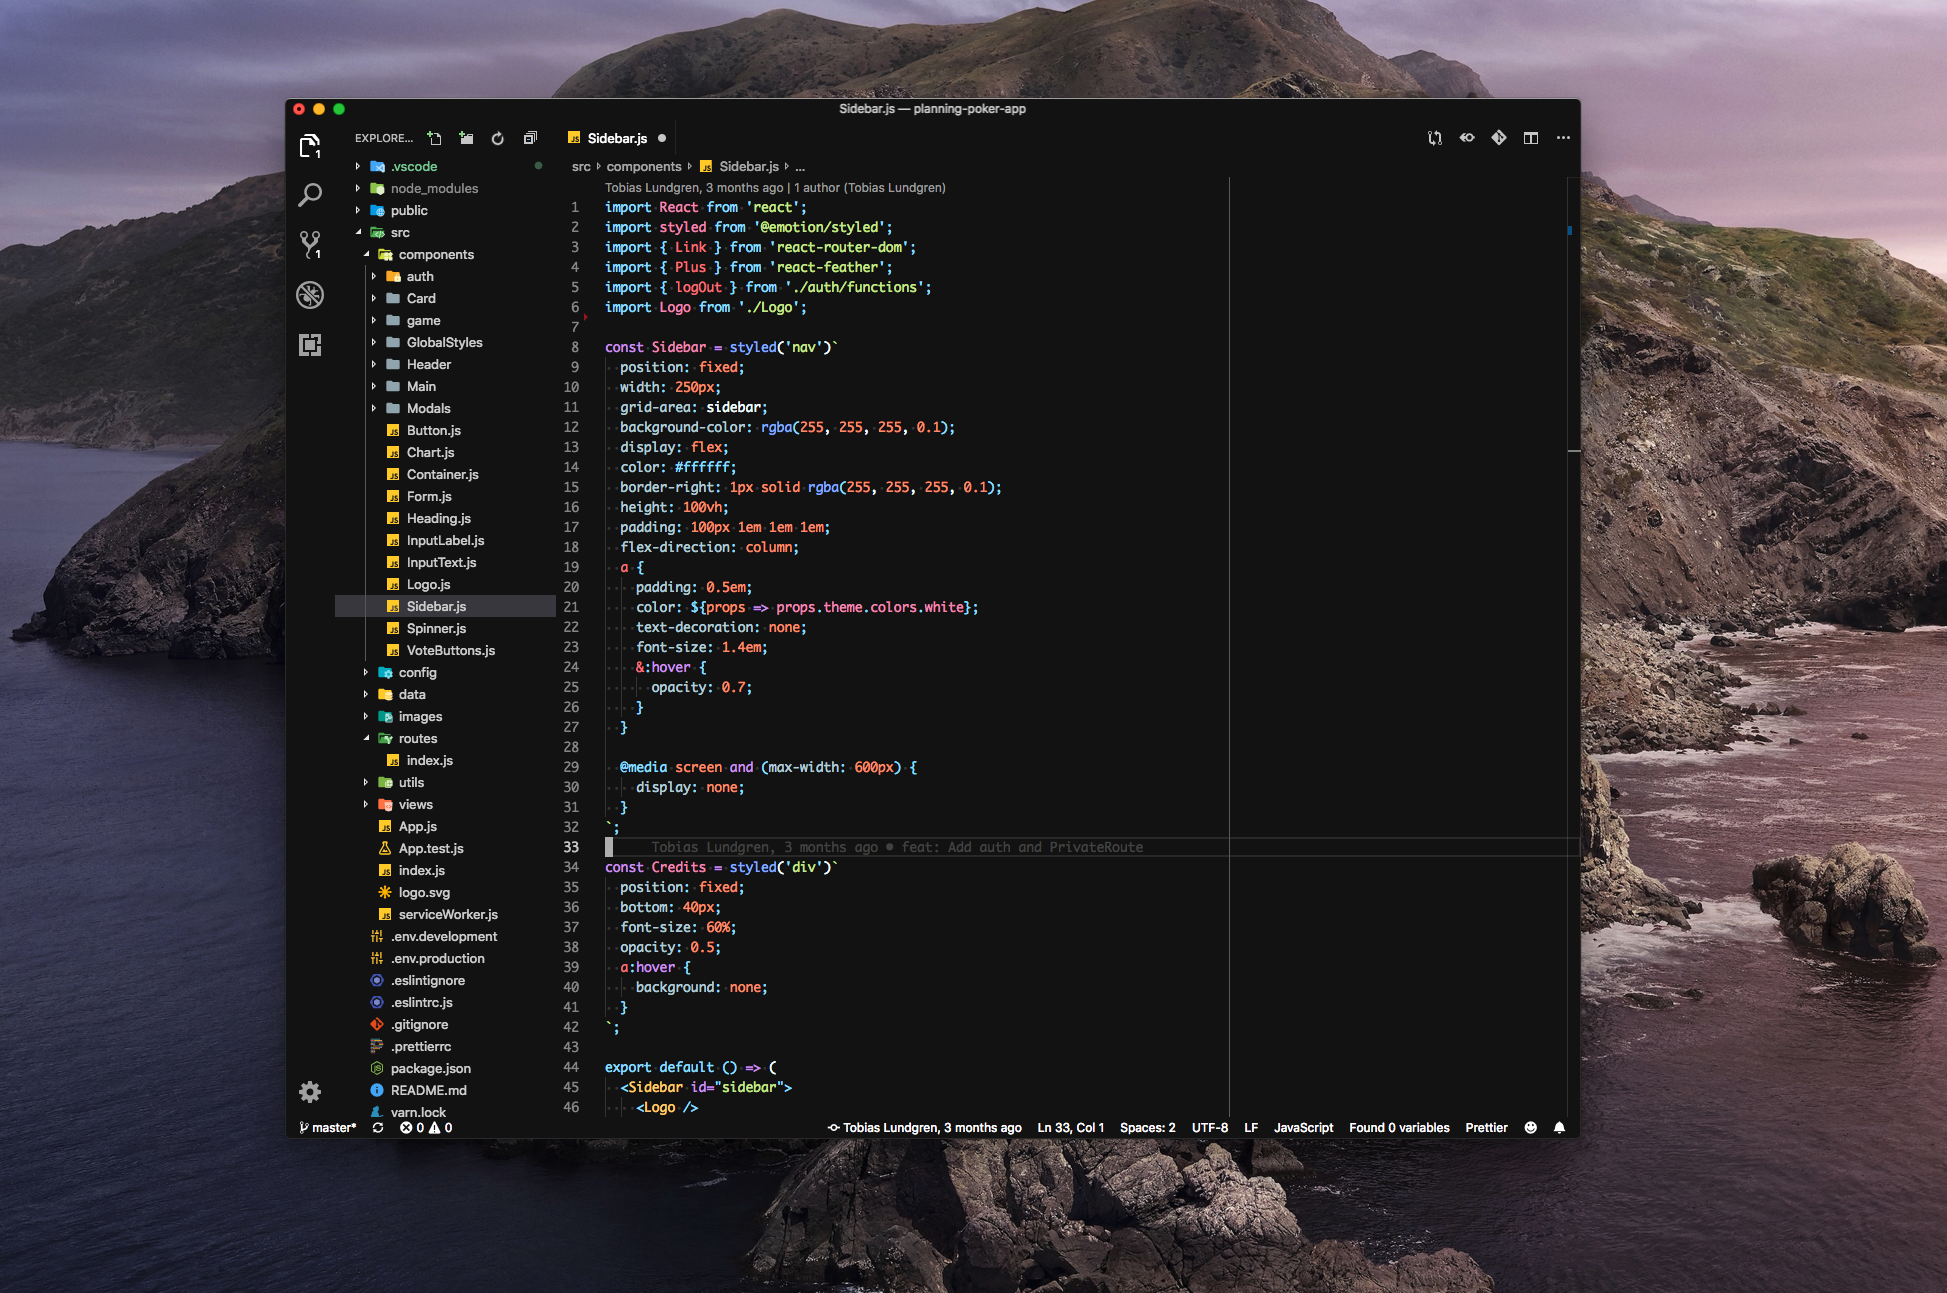 Sidebar.js — planning-poker-app
EXPLORE...
1
1
.vscode
node_modules
public
src
components
auth
Card
game
GlobalStyles
Header
Main
Modals
Button.js
Chart.js
Container.js
Form.js
Heading.js
InputLabel.js
InputText.js
Logo.js
Sidebar.js
Spinner.js
VoteButtons.js
config
data
images
routes
index.js
utils
views
App.js
App.test.js
index.js
logo.svg
serviceWorker.js
.env.development
.env.production
.eslintignore
.eslintrc.js
.gitignore
.prettierrc
package.json
README.md
yarn.lock
JS Sidebar.js ●
src › components › JS Sidebar.js › ...
Tobias Lundgren, 3 months ago | 1 author (Tobias Lundgren)
1 import React from 'react';
2 import styled from '@emotion/styled';
3 import { Link } from 'react-router-dom';
4 import { Plus } from 'react-feather';
5 import { logOut } from './auth/functions';
6 import Logo from './Logo';
7
8 const Sidebar = styled('nav')`
9 position: fixed;
10 width: 250px;
11 grid-area: sidebar;
12 background-color: rgba(255, 255, 255, 0.1);
13 display: flex;
14 color: #ffffff;
15 border-right: 1px solid rgba(255, 255, 255, 0.1);
16 height: 100vh;
17 padding: 100px 1em 1em 1em;
18 flex-direction: column;
19 a {
20 padding: 0.5em;
21 color: ${props => props.theme.colors.white};
22 text-decoration: none;
23 font-size: 1.4em;
24 &:hover {
25 opacity: 0.7;
26 }
27 }
28
29 @media screen and (max-width: 600px) {
30 display: none;
31 }
32 `;
33 Tobias Lundgren, 3 months ago • feat: Add auth and PrivateRoute
34 const Credits = styled('div')`
35 position: fixed;
36 bottom: 40px;
37 font-size: 60%;
38 opacity: 0.5;
39 a:hover {
40 background: none;
41 }
42 `;
43
44 export default () => (
45 <Sidebar id="sidebar">
46 <Logo />
master* 0 0 Tobias Lundgren, 3 months ago Ln 33, Col 1 Spaces: 2 UTF-8 LF JavaScript Found 0 variables Prettier